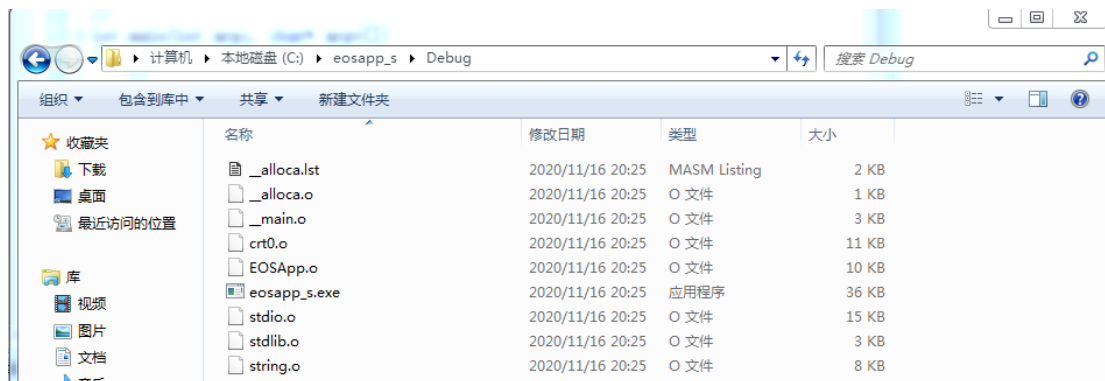 计算机 本地磁盘 (C:) eosapp_s Debug 搜索 Debug
组织 包含到库中 共享 新建文件夹
收藏夹
下载
桌面
最近访问的位置
库
视频
图片
文档
名称 修改日期 类型 大小
__alloca.lst 2020/11/16 20:25 MASM Listing 2 KB
__alloca.o 2020/11/16 20:25 O 文件 1 KB
__main.o 2020/11/16 20:25 O 文件 3 KB
crt0.o 2020/11/16 20:25 O 文件 11 KB
EOSApp.o 2020/11/16 20:25 O 文件 10 KB
eosapp_s.exe 2020/11/16 20:25 应用程序 36 KB
stdio.o 2020/11/16 20:25 O 文件 15 KB
stdlib.o 2020/11/16 20:25 O 文件 3 KB
string.o 2020/11/16 20:25 O 文件 8 KB